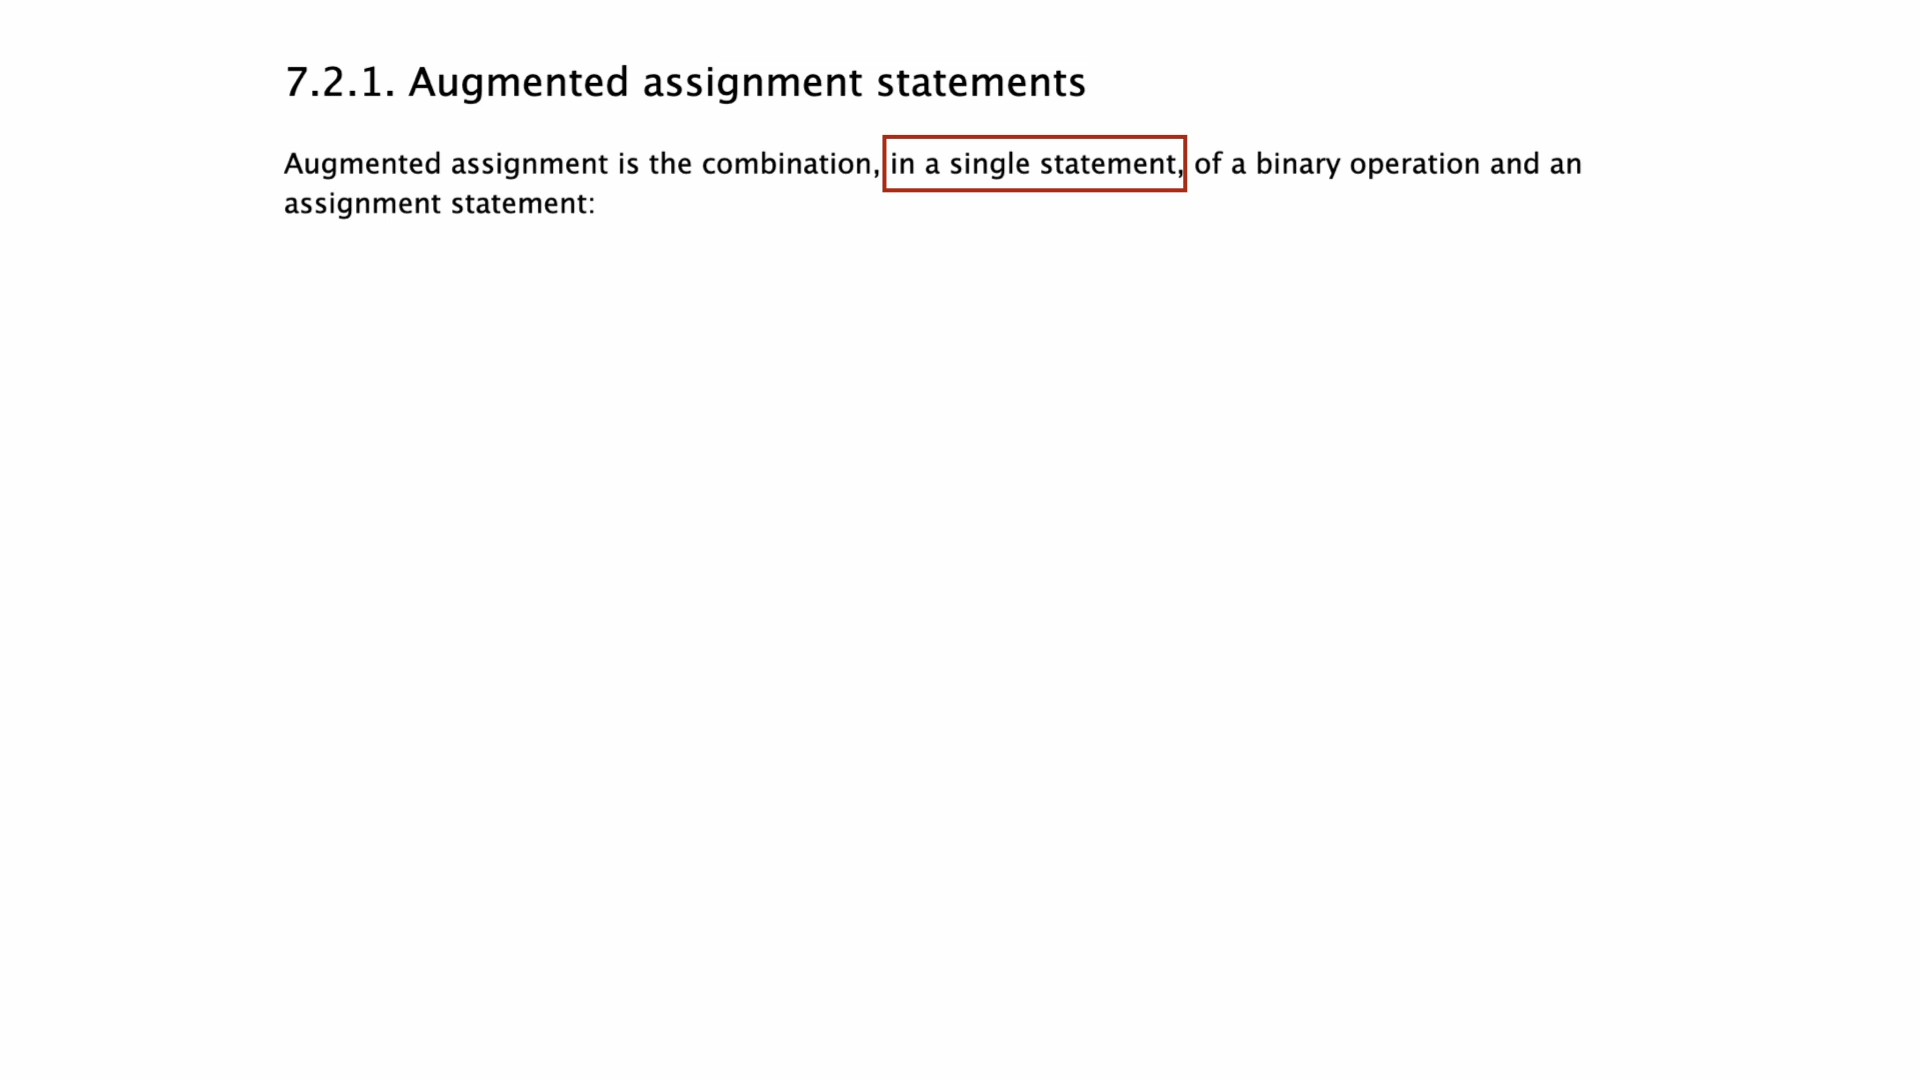 7.2.1. Augmented assignment statements
Augmented assignment is the combination, in a single statement, of a binary operation and an
assignment statement: